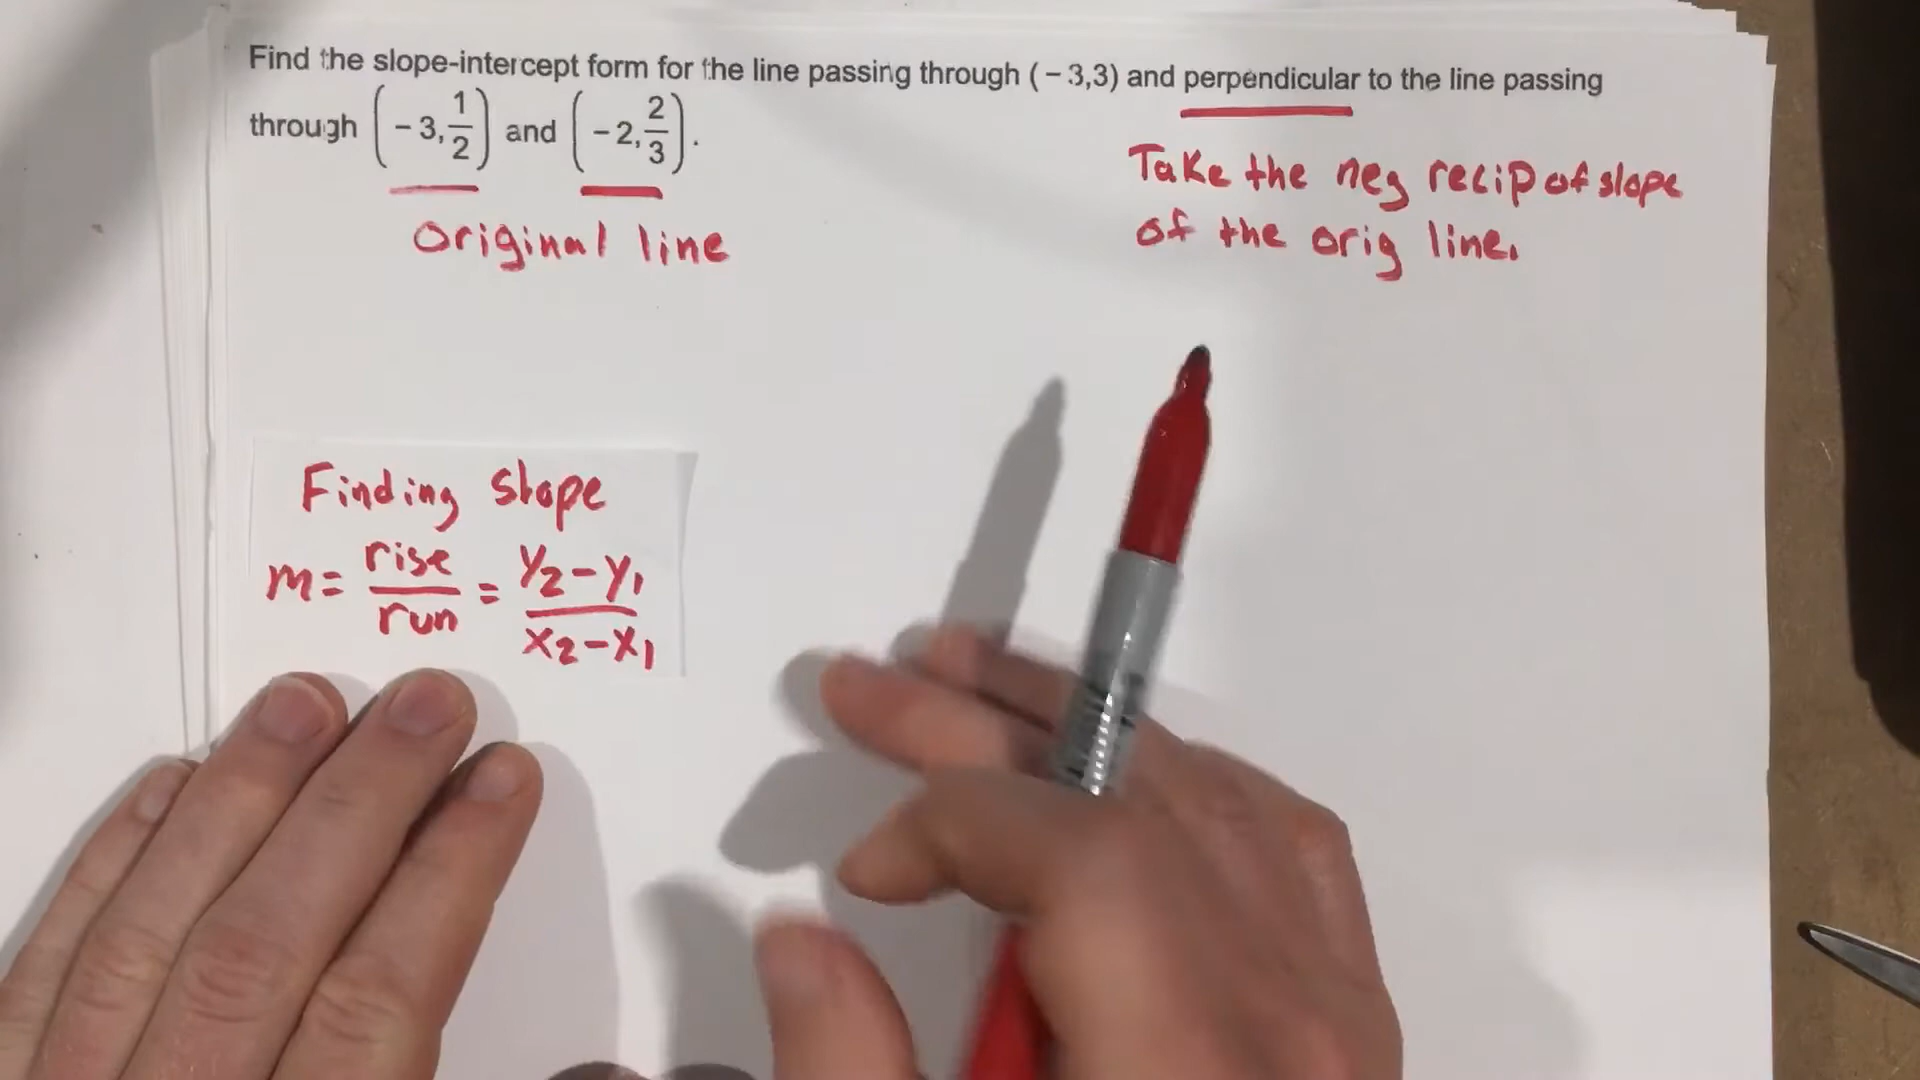 Find the slope-intercept form for the line passing through (−3,3) and perpendicular to the line passing
through (−3, 1/2) and (−2, 2/3).
Take the neg recip of slope
of the orig line.
original line
Finding slope
m = rise/run = y₂−y₁/x₂−x₁